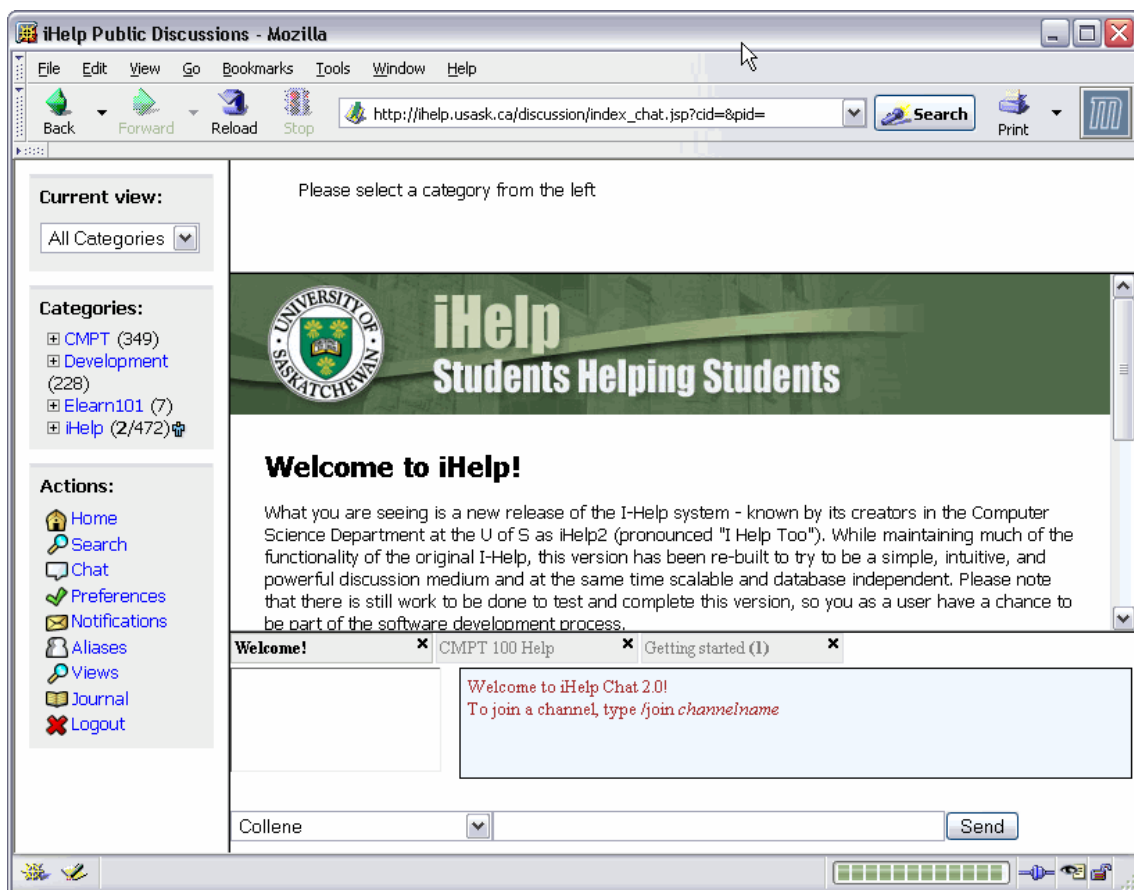 iHelp Public Discussions - Mozilla
File Edit View Go Bookmarks Tools Window Help
Back Forward Reload Stop http://ihelp.usask.ca/discussion/index_chat.jsp?cid=&pid= Search Print
Current view:
All Categories
Categories:
CMPT (349)
Development
(228)
Elearn101 (7)
iHelp (2/472)
Actions:
Home
Search
Chat
Preferences
Notifications
Aliases
Views
Journal
Logout
Please select a category from the left
UNIVERSITY OF
SASKATCHEWAN
iHelp
Students Helping Students
Welcome to iHelp!
What you are seeing is a new release of the I-Help system - known by its creators in the Computer
Science Department at the U of S as iHelp2 (pronounced "I Help Too"). While maintaining much of the
functionality of the original I-Help, this version has been re-built to try to be a simple, intuitive, and
powerful discussion medium and at the same time scalable and database independent. Please note
that there is still work to be done to test and complete this version, so you as a user have a chance to
be part of the software development process.
Welcome! CMPT 100 Help Getting started (1)
Welcome to iHelp Chat 2.0!
To join a channel, type /join channelname
Collene Send